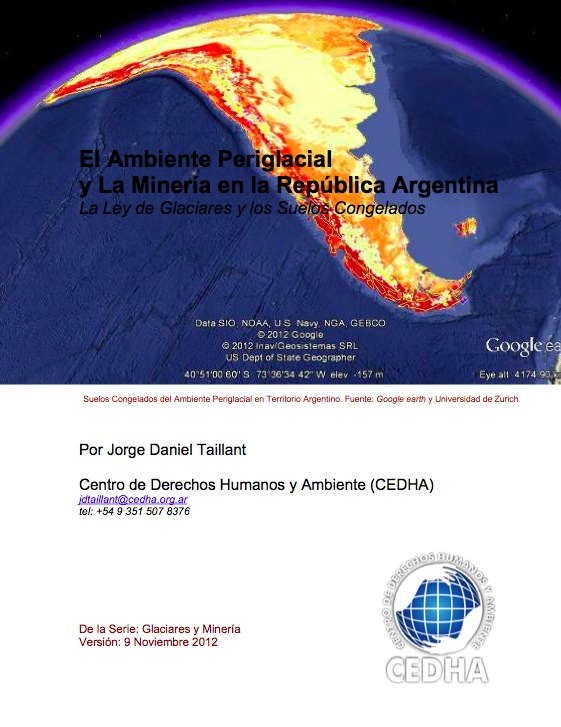 El Ambiente Periglacial
y La Minería en la República Argentina
La Ley de Glaciares y los Suelos Congelados
Data SIO, NOAA, U.S. Navy, NGA, GEBCO
© 2012 Google
© 2012 Inav/Geosistemas SRL
US Dept of State Geographer
Google ea
40°51'00.60" S 73°36'34.42" W elev -157 m
Eye alt 4174.90
Suelos Congelados del Ambiente Periglacial en Territorio Argentino. Fuente: Google earth y Universidad de Zurich
Por Jorge Daniel Taillant
Centro de Derechos Humanos y Ambiente (CEDHA)
jdtaillant@cedha.org.ar
tel: +54 9 351 507 8376
CENTRO DE DERECHOS HUMANOS Y AMBIENTE
CEDHA
De la Serie: Glaciares y Minería
Versión: 9 Noviembre 2012